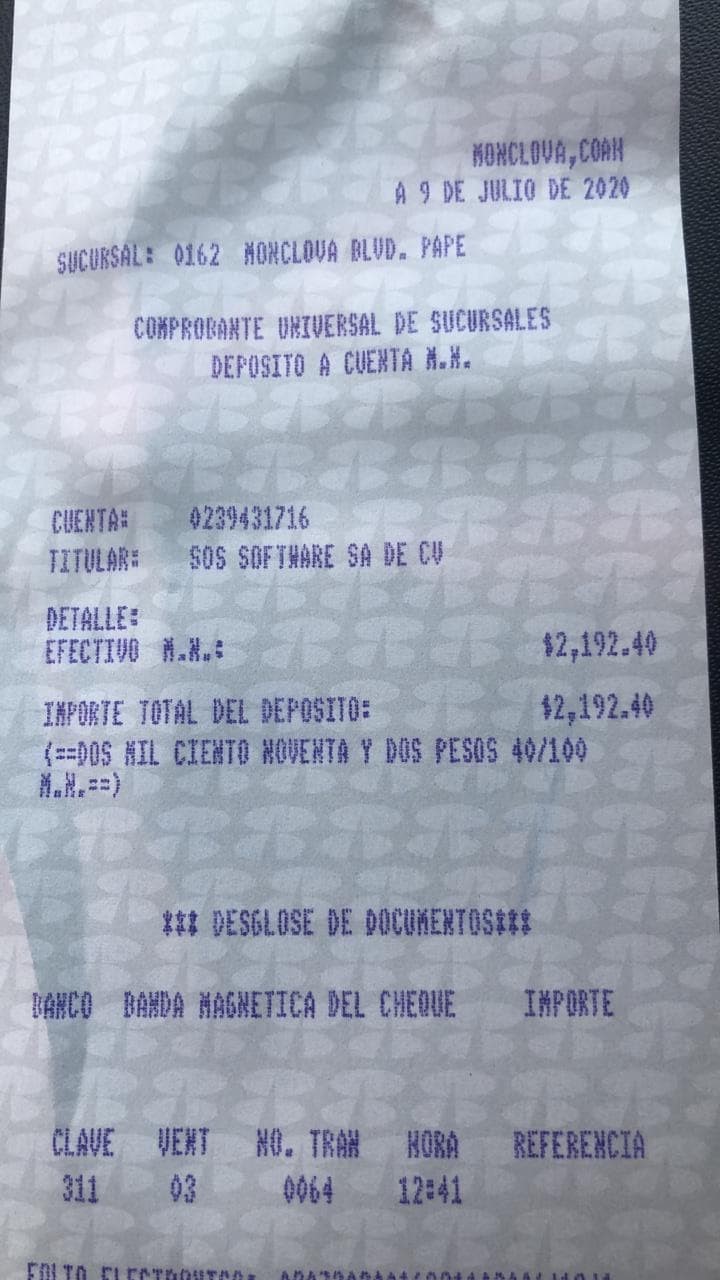 MONCLOVA,COAH
A 9 DE JULIO DE 2020
SUCURSAL: 0162 MONCLOVA BLVD. PAPE
COMPROBANTE UNIVERSAL DE SUCURSALES
DEPOSITO A CUENTA M.N.
CUENTA: 0239431716
TITULAR: SOS SOFTWARE SA DE CV
DETALLE:
EFECTIVO M.N.: $2,192.40
IMPORTE TOTAL DEL DEPOSITO: $2,192.40
(==DOS MIL CIENTO NOVENTA Y DOS PESOS 40/100
M.N.==)
*** DESGLOSE DE DOCUMENTOS***
BANCO BANDA MAGNETICA DEL CHEQUE IMPORTE
CLAVE VENT NO. TRAN HORA REFERENCIA
311 03 0064 12:41
FOLIO ELECTRONICO: